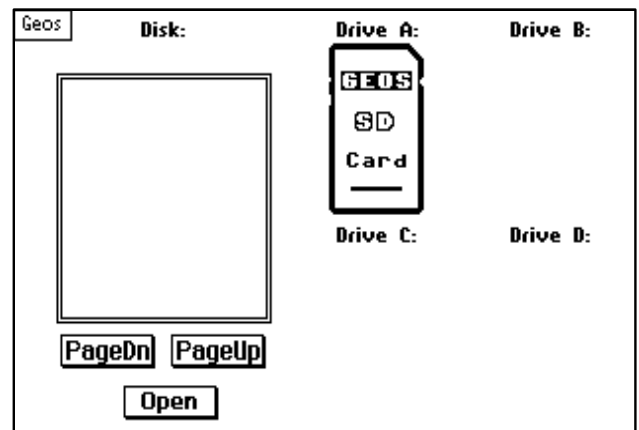 Geos
Disk:
Drive A:
Drive B:
GEOS
SD
Card
Drive C:
Drive D:
PageDn
PageUp
Open